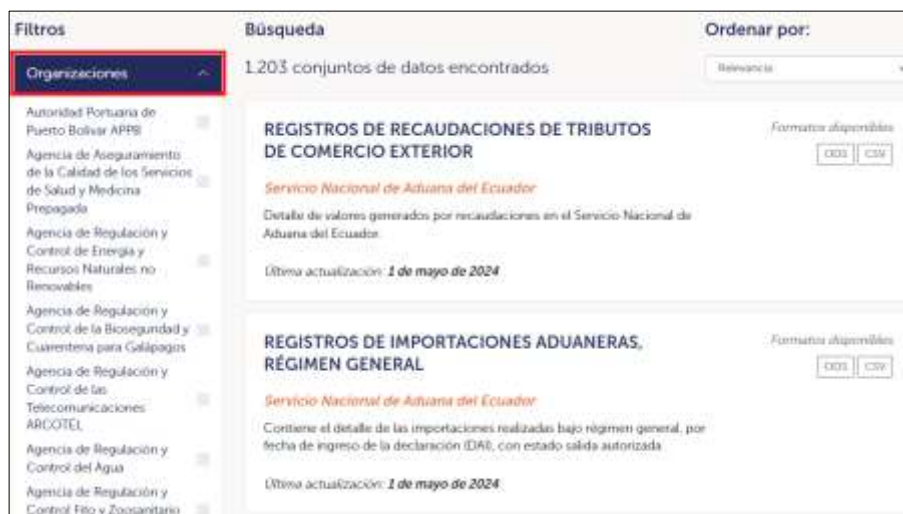 Filtros
Organizaciones
Autoridad Portuaria de
Puerto Bolívar APPB
Agencia de Aseguramiento
de la Calidad de los Servicios
de Salud y Medicina
Prepagada
Agencia de Regulación y
Control de Energía y
Recursos Naturales no
Renovables
Agencia de Regulación y
Control de la Bioseguridad y
Cuarentena para Galápagos
Agencia de Regulación y
Control de las
Telecomunicaciones
ARCOTEL
Agencia de Regulación y
Control del Agua
Agencia de Regulación y
Control Fito y Zoosanitario
Búsqueda
1.203 conjuntos de datos encontrados
Ordenar por:
Relevancia
REGISTROS DE RECAUDACIONES DE TRIBUTOS
DE COMERCIO EXTERIOR
Formatos disponibles
ODS CSV
Servicio Nacional de Aduana del Ecuador
Detalle de valores generados por recaudaciones en el Servicio Nacional de
Aduana del Ecuador.
Última actualización: 1 de mayo de 2024
REGISTROS DE IMPORTACIONES ADUANERAS,
RÉGIMEN GENERAL
Formatos disponibles
ODS CSV
Servicio Nacional de Aduana del Ecuador
Contiene el detalle de las importaciones realizadas bajo régimen general, por
fecha de ingreso de la declaración (DAI), con estado salida autorizada
Última actualización: 1 de mayo de 2024